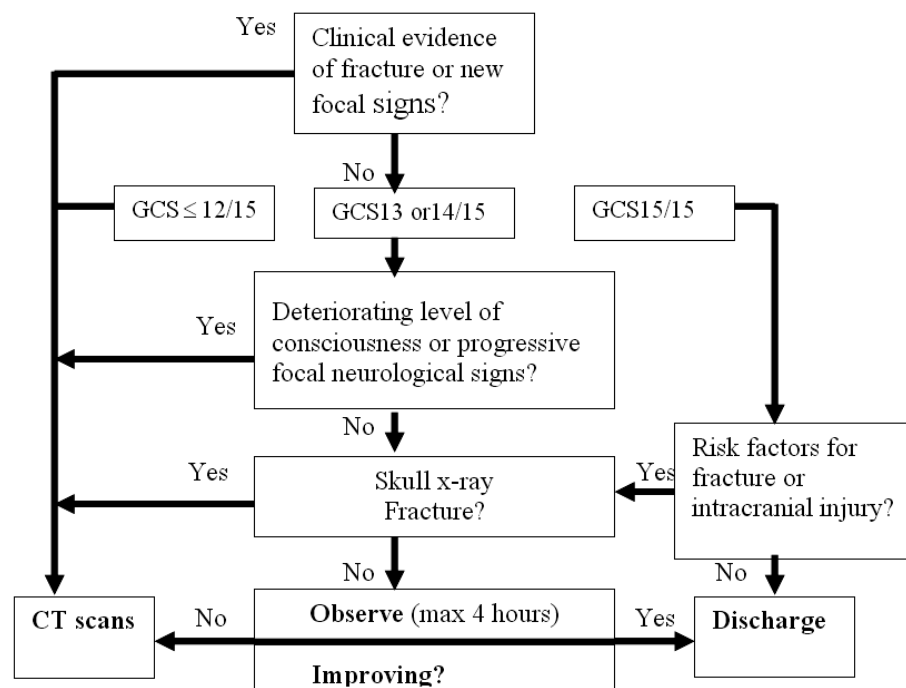 Yes
Clinical evidence
of fracture or new
focal signs?
No
GCS ≤ 12/15
GCS13 or14/15
GCS15/15
Yes
Deteriorating level of
consciousness or progressive
focal neurological signs?
No
Yes
Skull x-ray
Fracture?
Yes
Risk factors for
fracture or
intracranial injury?
No
No
CT scans
No
Observe (max 4 hours)
Improving?
Yes
Discharge